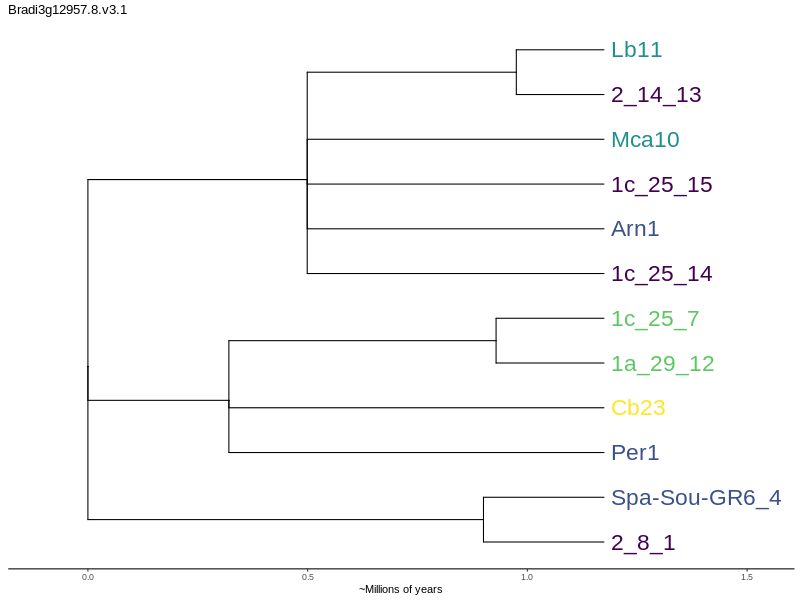 Bradi3g12957.8.v3.1
Lb11
2_14_13
Mca10
1c_25_15
Arn1
1c_25_14
1c_25_7
1a_29_12
Cb23
Per1
Spa-Sou-GR6_4
2_8_1
0.0 0.5 1.0 1.5
~Millions of years